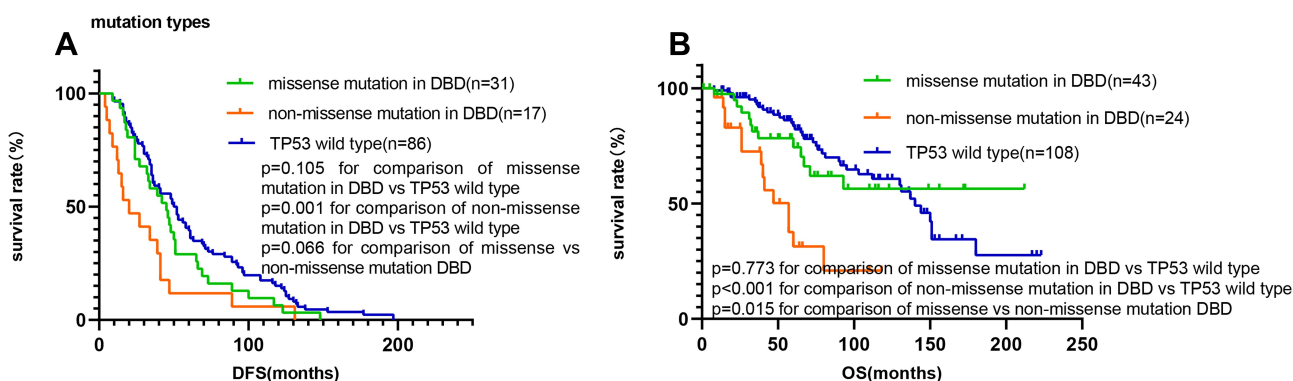 mutation types
A
missense mutation in DBD(n=31)
non-missense mutation in DBD(n=17)
TP53 wild type(n=86)
p=0.105 for comparison of missense
mutation in DBD vs TP53 wild type
p=0.001 for comparison of non-missense
mutation in DBD vs TP53 wild type
p=0.066 for comparison of missense vs
non-missense mutation DBD
survival rate(%)
100
50
0
0 100 200
DFS(months)
B
missense mutation in DBD(n=43)
non-missense mutation in DBD(n=24)
TP53 wild type(n=108)
p=0.773 for comparison of missense mutation in DBD vs TP53 wild type
p<0.001 for comparison of non-missense mutation in DBD vs TP53 wild type
p=0.015 for comparison of missense vs non-missense mutation DBD
survival rate (%)
100
50
0
0 50 100 150 200 250
OS(months)